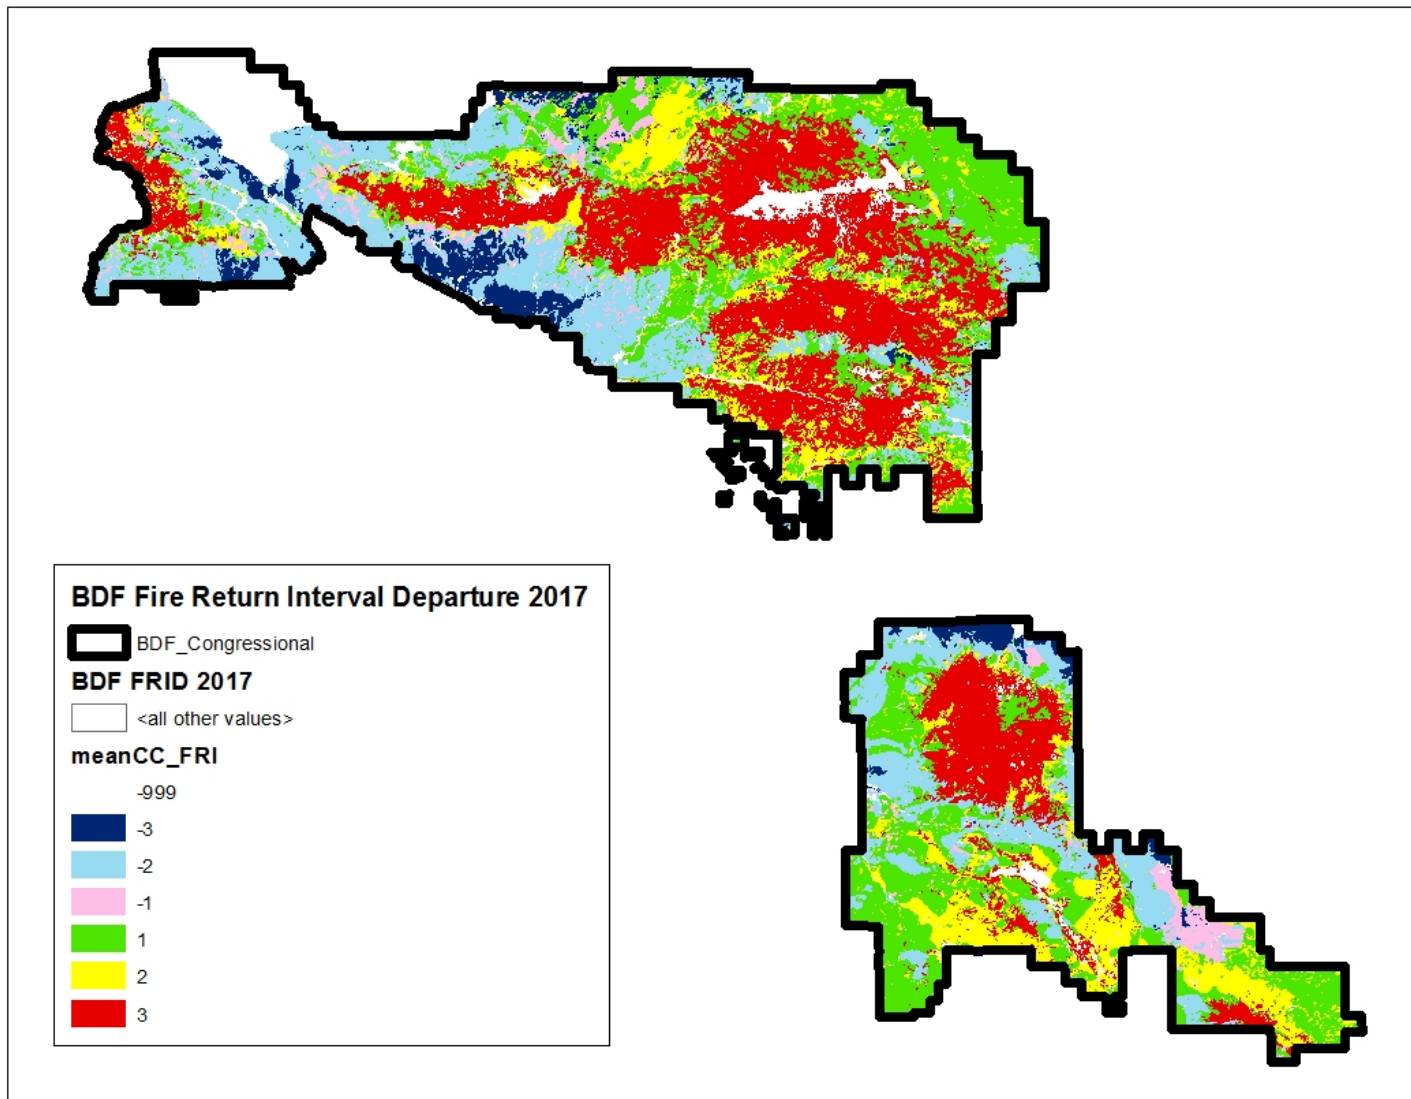 BDF Fire Return Interval Departure 2017
BDF_Congressional
BDF FRID 2017
<all other values>
meanCC_FRI
-999
-3
-2
-1
1
2
3